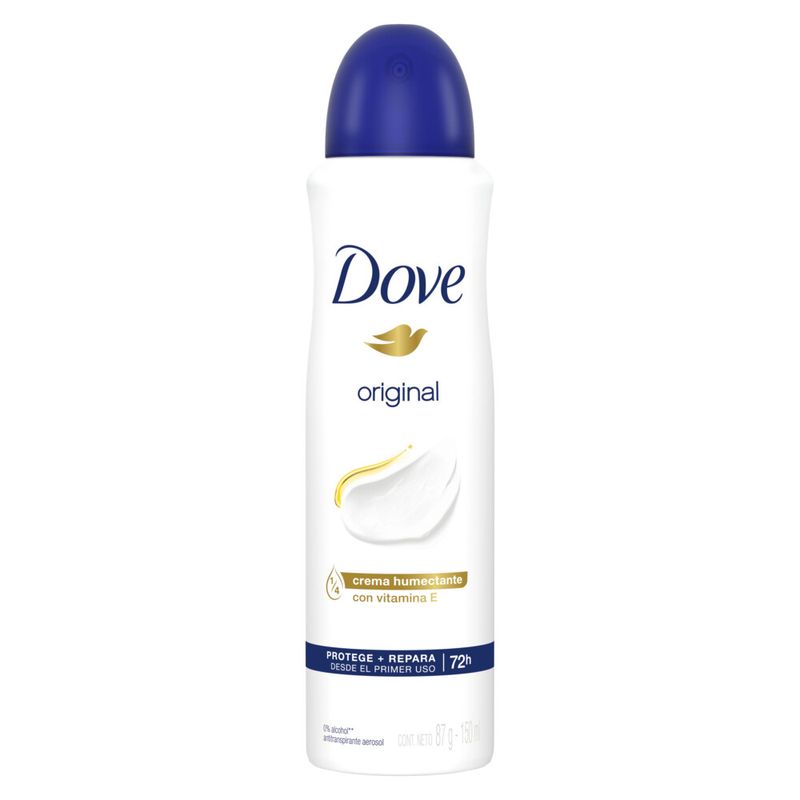 Dove
original
1/4
crema humectante
con vitamina E
PROTEGE + REPARA
DESDE EL PRIMER USO
72h
0% alcohol**
antitranspirante aerosol
CONT. NETO 87 g - 150 ml